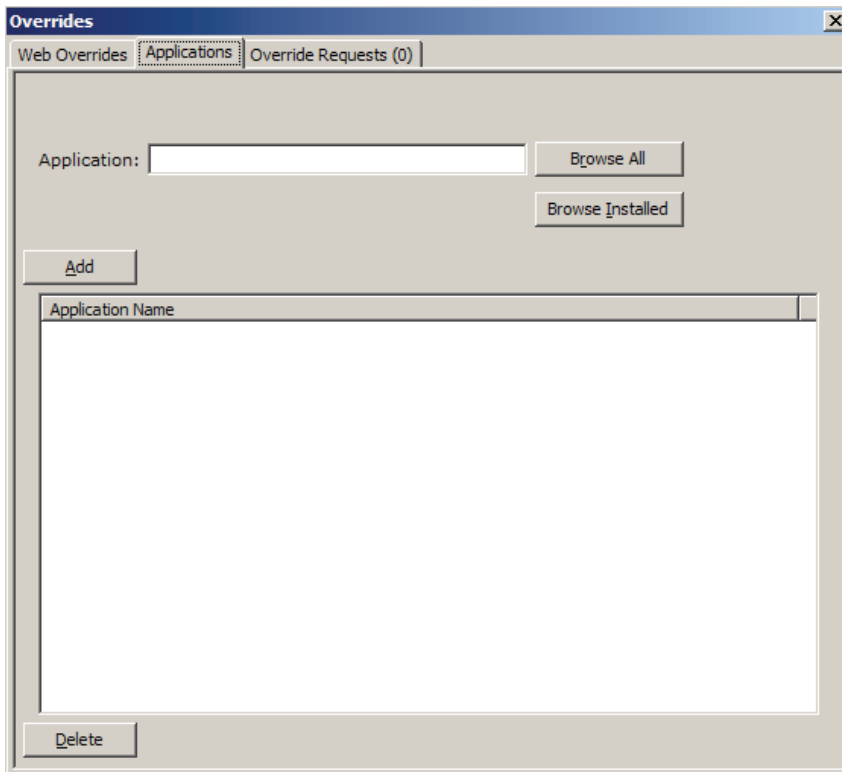 Overrides
Web Overrides Applications Override Requests (0)
Application: Browse All
Browse Installed
Add
Application Name
Delete